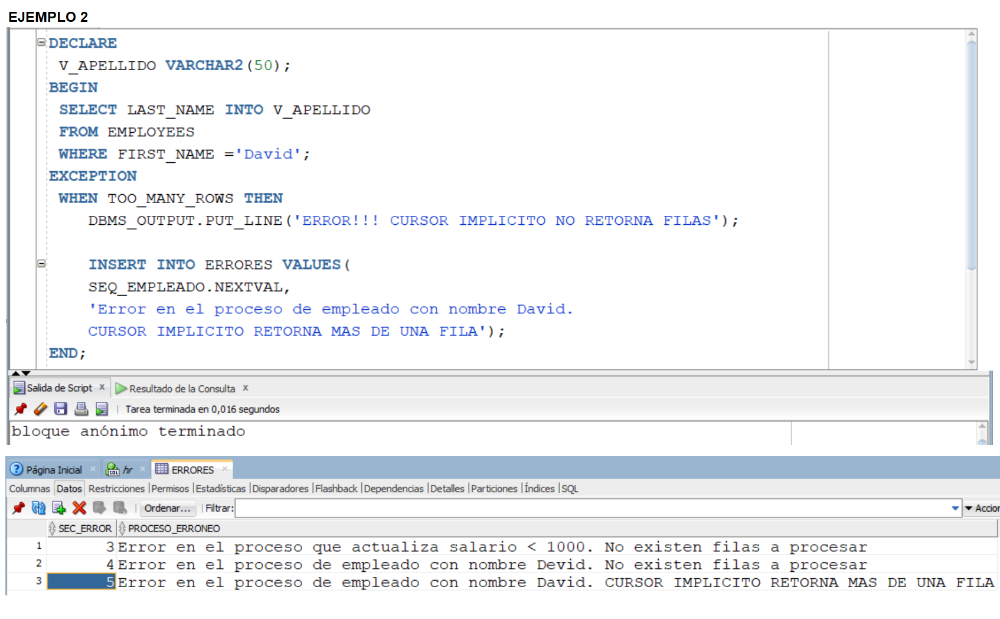 EJEMPLO 2
DECLARE
V_APELLIDO VARCHAR2(50);
BEGIN
SELECT LAST_NAME INTO V_APELLIDO
FROM EMPLOYEES
WHERE FIRST_NAME ='David';
EXCEPTION
WHEN TOO_MANY_ROWS THEN
DBMS_OUTPUT.PUT_LINE('ERROR!!! CURSOR IMPLICITO NO RETORNA FILAS');
INSERT INTO ERRORES VALUES(
SEQ_EMPLEADO.NEXTVAL,
'Error en el proceso de empleado con nombre David.
CURSOR IMPLICITO RETORNA MAS DE UNA FILA');
END;
Salida de Script x Resultado de la Consulta x
Tarea terminada en 0,016 segundos
bloque anónimo terminado
Página Inicial hr ERRORES
Columnas Datos Restricciones |Permisos |Estadísticas |Disparadores |Flashback |Dependencias |Detalles |Particiones |Índices |SQL
Ordenar... Filtrar: Accior
SEC_ERROR PROCESO_ERRONEO
1 3 Error en el proceso que actualiza salario < 1000. No existen filas a procesar
2 4 Error en el proceso de empleado con nombre Devid. No existen filas a procesar
3 5 Error en el proceso de empleado con nombre David. CURSOR IMPLICITO RETORNA MAS DE UNA FILA